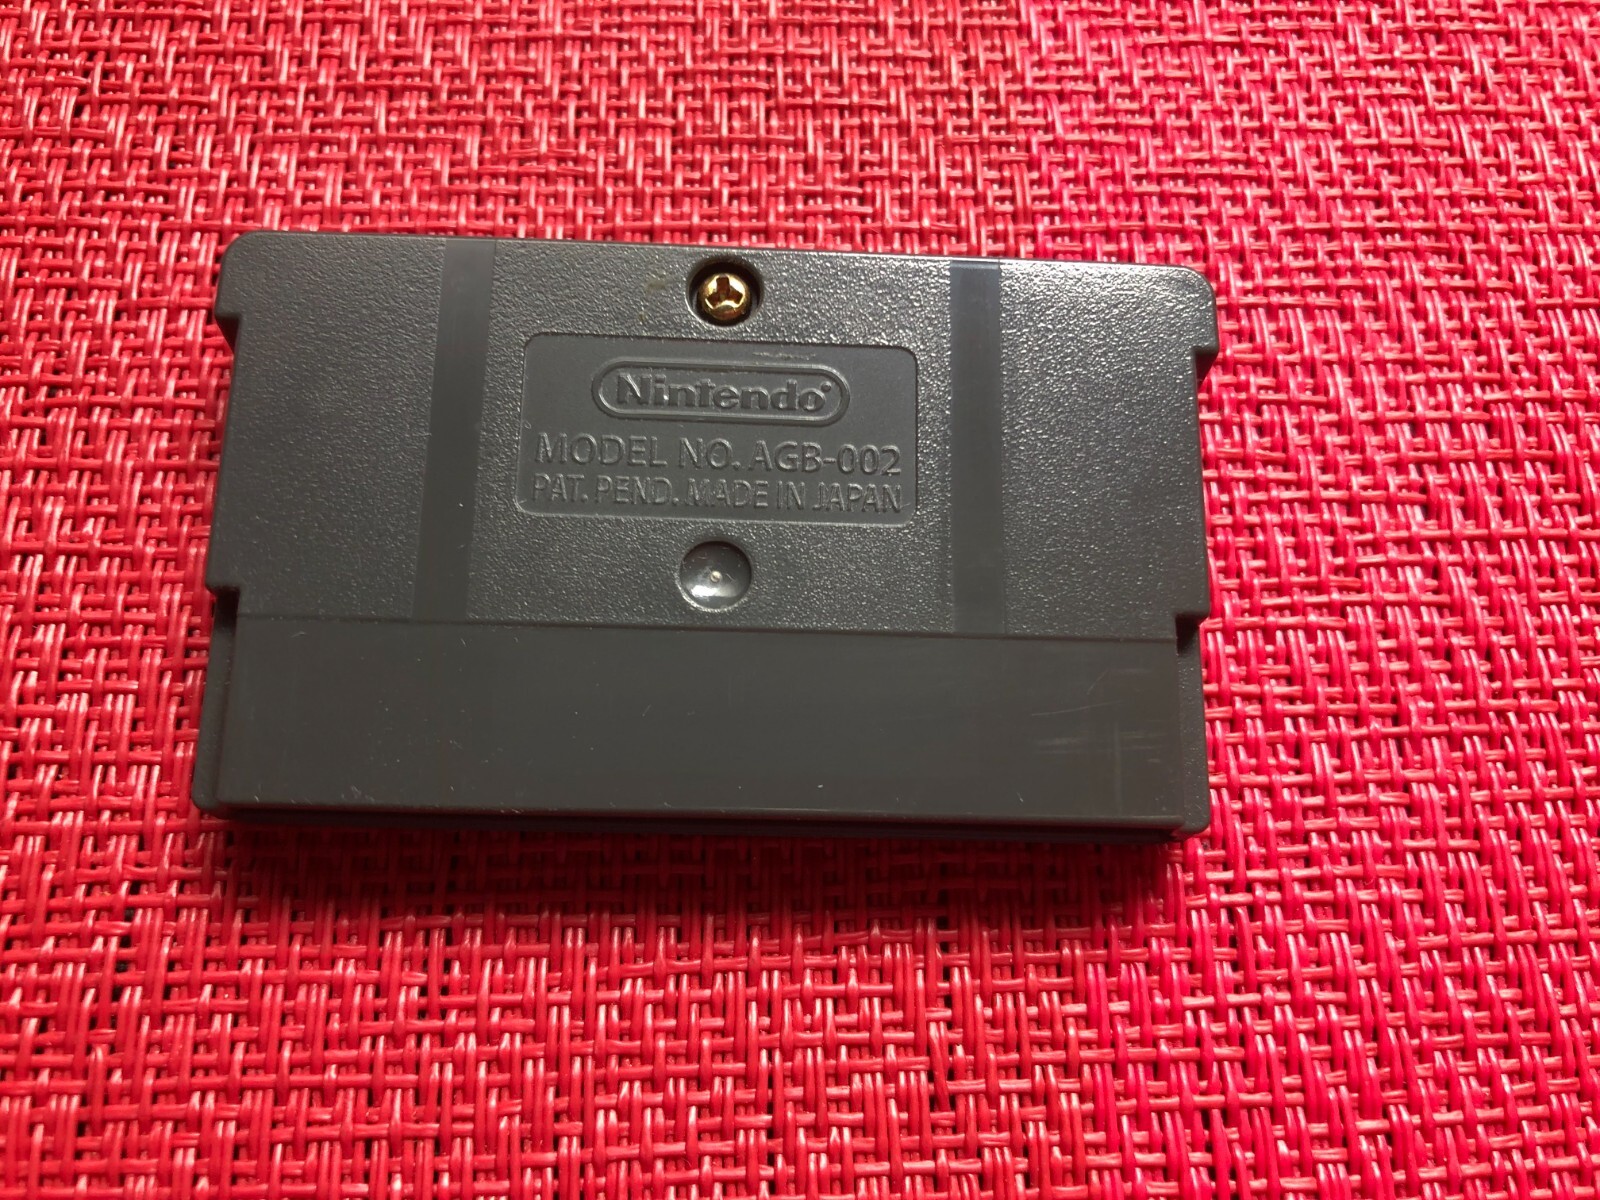 Nintendo®
MODEL NO. AGB-002
PAT. PEND. MADE IN JAPAN